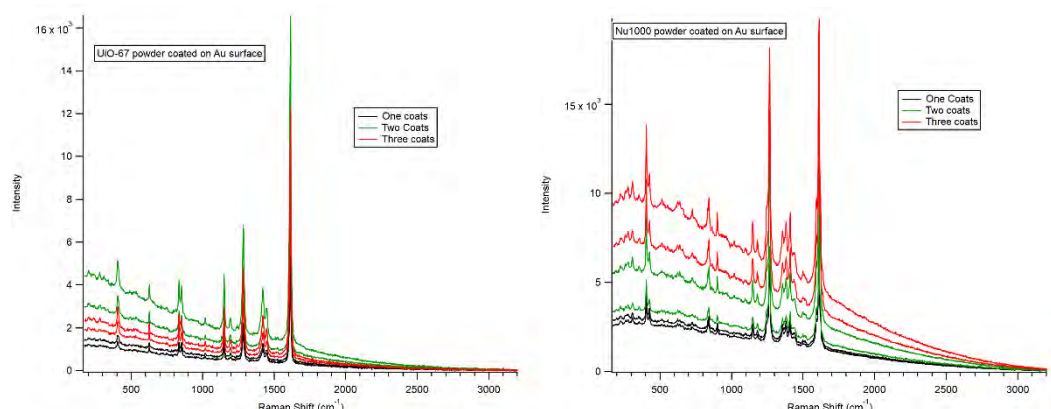 16 x 10³
UiO-67 powder coated on Au surface
14
12
10
8
6
4
2
0
Intensity
One coats
Two Coats
Three coats
500
1000
1500
2000
2500
3000
Raman Shift (cm⁻¹)
Nu1000 powder coated on Au surface
15 x 10³
10
5
0
Intensity
One Coats
Two coats
Three coats
500
1000
1500
2000
2500
3000
Raman Shift (cm⁻¹)